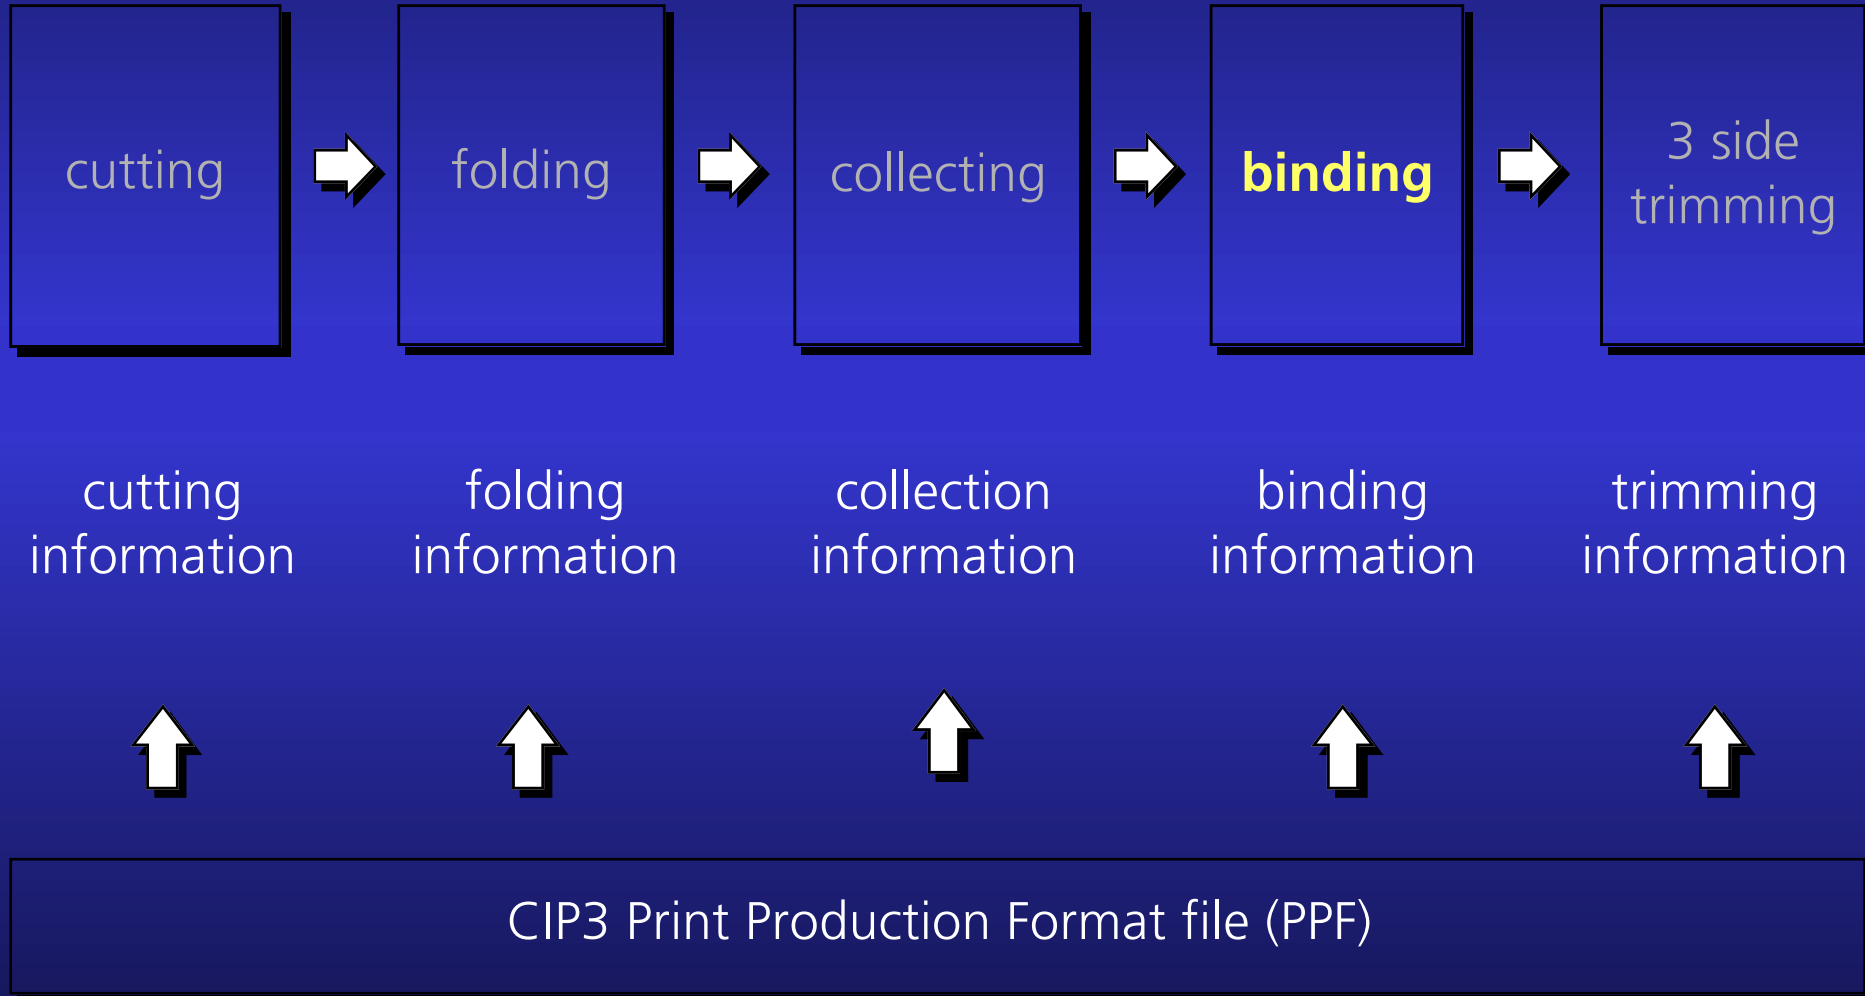 cutting
folding
collecting
binding
3 side
trimming
cutting
information
folding
information
collection
information
binding
information
trimming
information
CIP3 Print Production Format file (PPF)